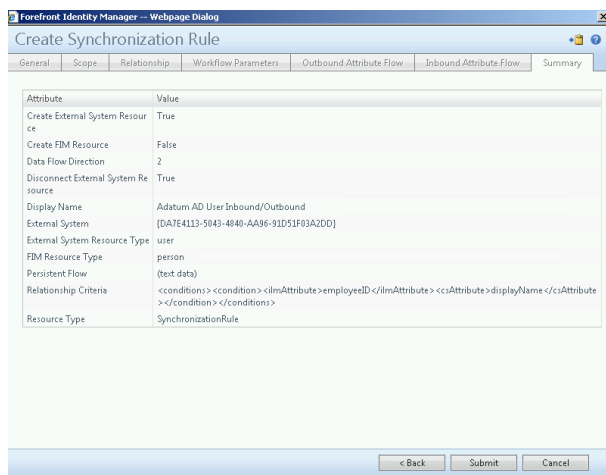 Forefront Identity Manager -- Webpage Dialog
Create Synchronization Rule
General Scope Relationship Workflow Parameters Outbound Attribute Flow Inbound Attribute Flow Summary
Attribute Value
Create External System Resour True
ce
Create FIM Resource False
Data Flow Direction 2
Disconnect External System Re True
source
Display Name Adatum AD User Inbound/Outbound
External System {DA7E4113-5043-4840-AA96-91D51F03A2DD}
External System Resource Type user
FIM Resource Type person
Persistent Flow (text data)
Relationship Criteria <conditions><condition><ilmAttribute>employeeID</ilmAttribute><csAttribute>displayName</csAttribute
></condition></conditions>
Resource Type SynchronizationRule
< Back Submit Cancel